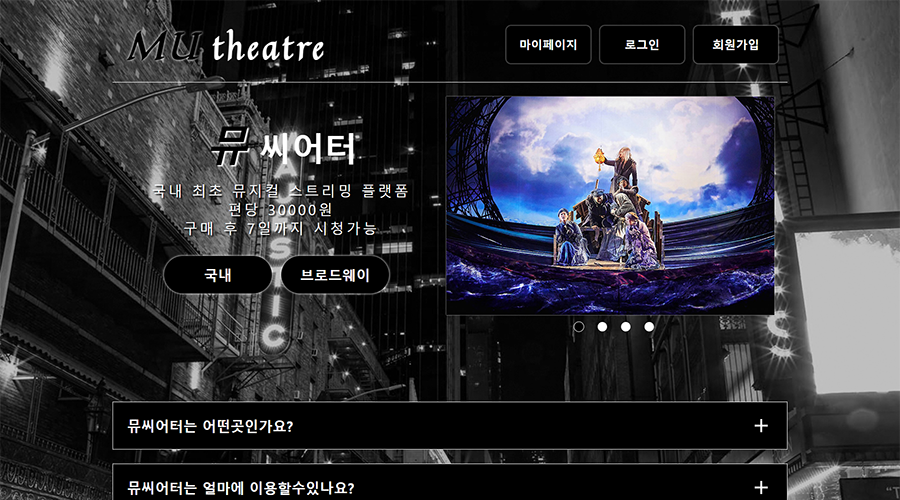 MU theatre
마이페이지
로그인
회원가입
뮤 씨어터
국내 최초 뮤지컬 스트리밍 플랫폼
편당 30000원
구매 후 7일까지 시청가능
국내
브로드웨이
뮤씨어터는 어떤곳인가요?
뮤씨어터는 얼마에 이용할수있나요?